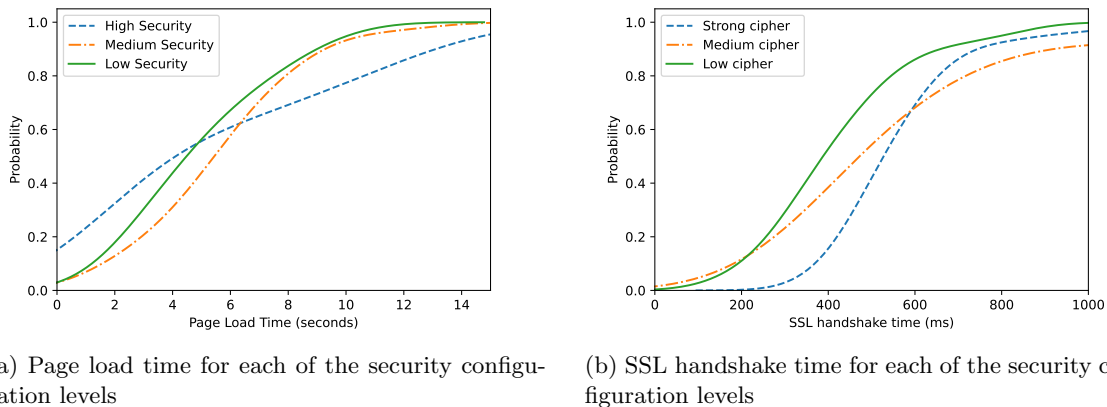 1.0
0.8
0.6
0.4
0.2
0.0
Probability
High Security
Medium Security
Low Security
0 2 4 6 8 10 12 14
Page Load Time (seconds)
1.0
0.8
0.6
0.4
0.2
0.0
Probability
Strong cipher
Medium cipher
Low cipher
0 200 400 600 800 1000
SSL handshake time (ms)
a) Page load time for each of the security configu-
ation levels
(b) SSL handshake time for each of the security c
figuration levels